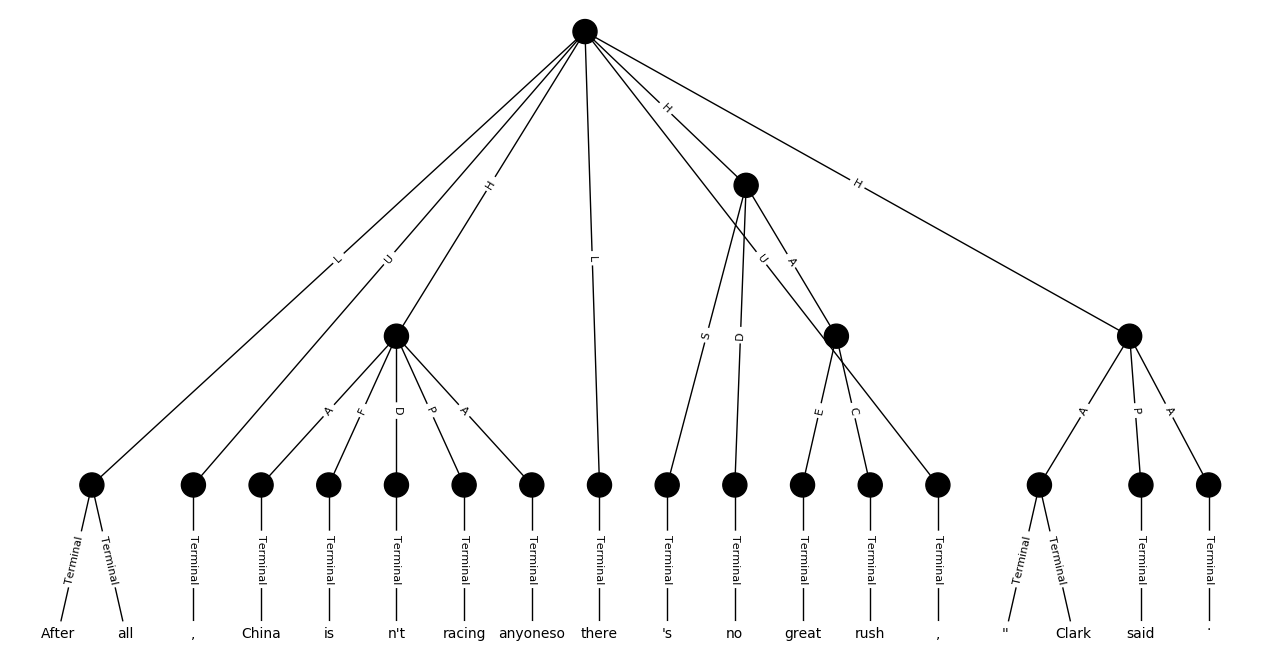 H
H H
L U L U A
A F D P A S D E C A P A
Terminal Terminal Terminal Terminal Terminal Terminal Terminal Terminal Terminal Terminal Terminal Terminal Terminal Terminal Terminal Terminal Terminal Terminal
After all , China is n't racing anyoneso there 's no great rush , " Clark said .